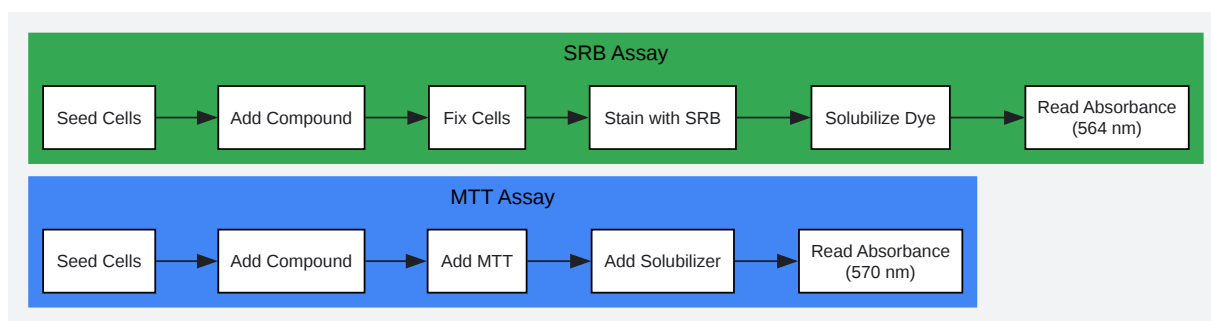 SRB Assay
Seed Cells
Add Compound
Fix Cells
Stain with SRB
Solubilize Dye
Read Absorbance
(564 nm)
MTT Assay
Seed Cells
Add Compound
Add MTT
Add Solubilizer
Read Absorbance
(570 nm)